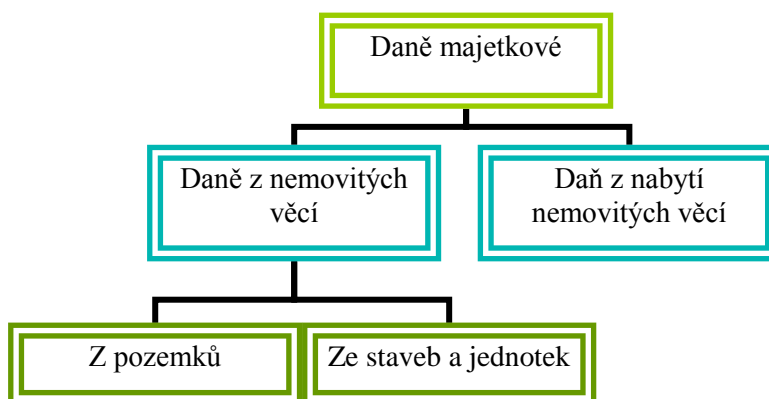 Daně majetkové
Daně z nemovitých
věcí
Daň z nabytí
nemovitých věcí
Z pozemků
Ze staveb a jednotek